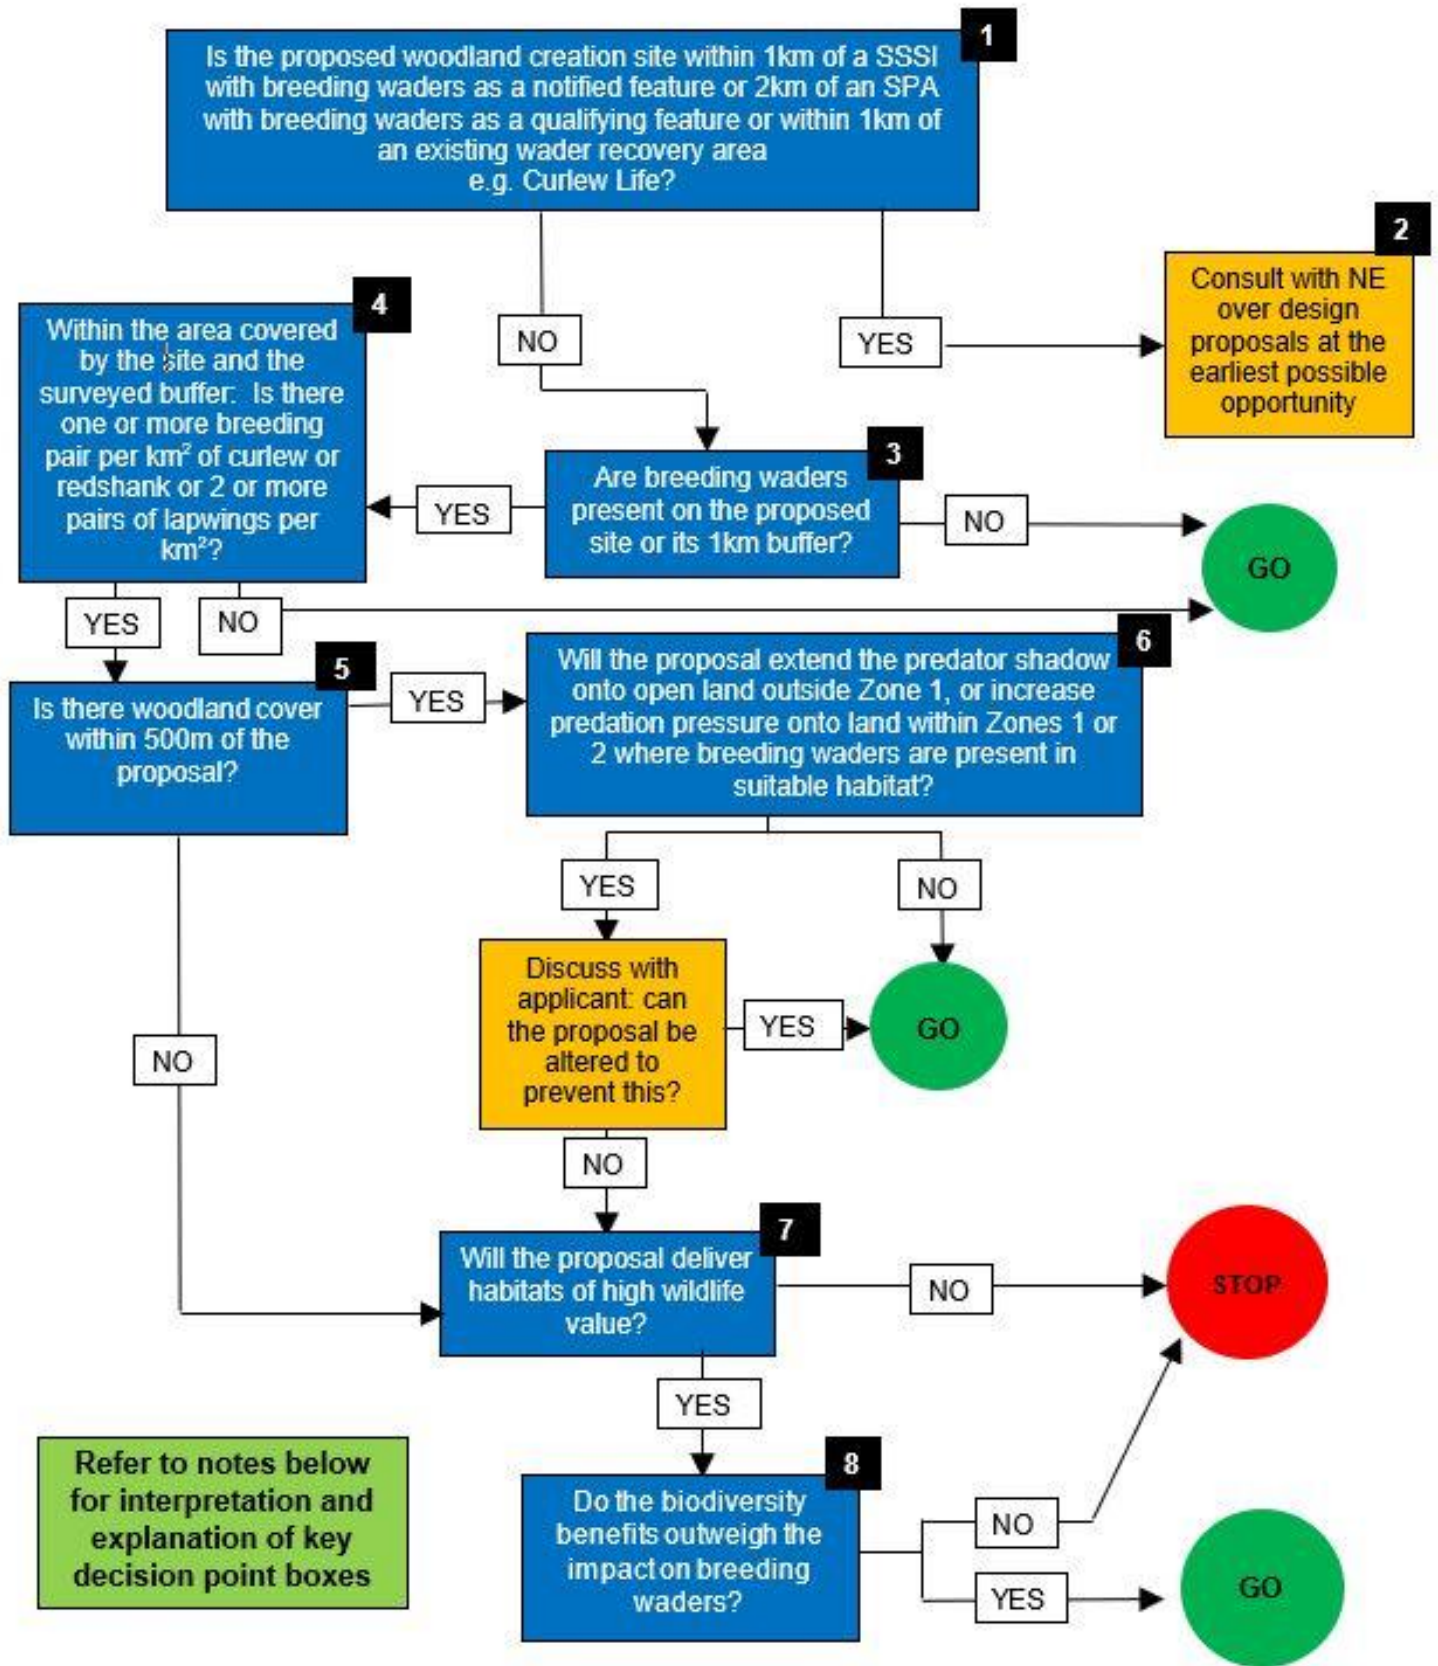 1
Is the proposed woodland creation site within 1km of a SSSI
with breeding waders as a notified feature or 2km of an SPA
with breeding waders as a qualifying feature or within 1km of
an existing wader recovery area
e.g. Curlew Life?
NO
YES
2
Consult with NE
over design
proposals at the
earliest possible
opportunity
3
Are breeding waders
present on the proposed
site or its 1km buffer?
YES
NO
GO
4
Within the area covered
by the site and the
surveyed buffer: Is there
one or more breeding
pair per km² of curlew or
redshank or 2 or more
pairs of lapwings per
km²?
YES
NO
5
Is there woodland cover
within 500m of the
proposal?
YES
NO
6
Will the proposal extend the predator shadow
onto open land outside Zone 1, or increase
predation pressure onto land within Zones 1 or
2 where breeding waders are present in
suitable habitat?
YES
NO
Discuss with
applicant: can
the proposal be
altered to
prevent this?
YES
GO
NO
7
Will the proposal deliver
habitats of high wildlife
value?
NO
STOP
YES
8
Do the biodiversity
benefits outweigh the
impact on breeding
waders?
NO
YES
GO
Refer to notes below
for interpretation and
explanation of key
decision point boxes